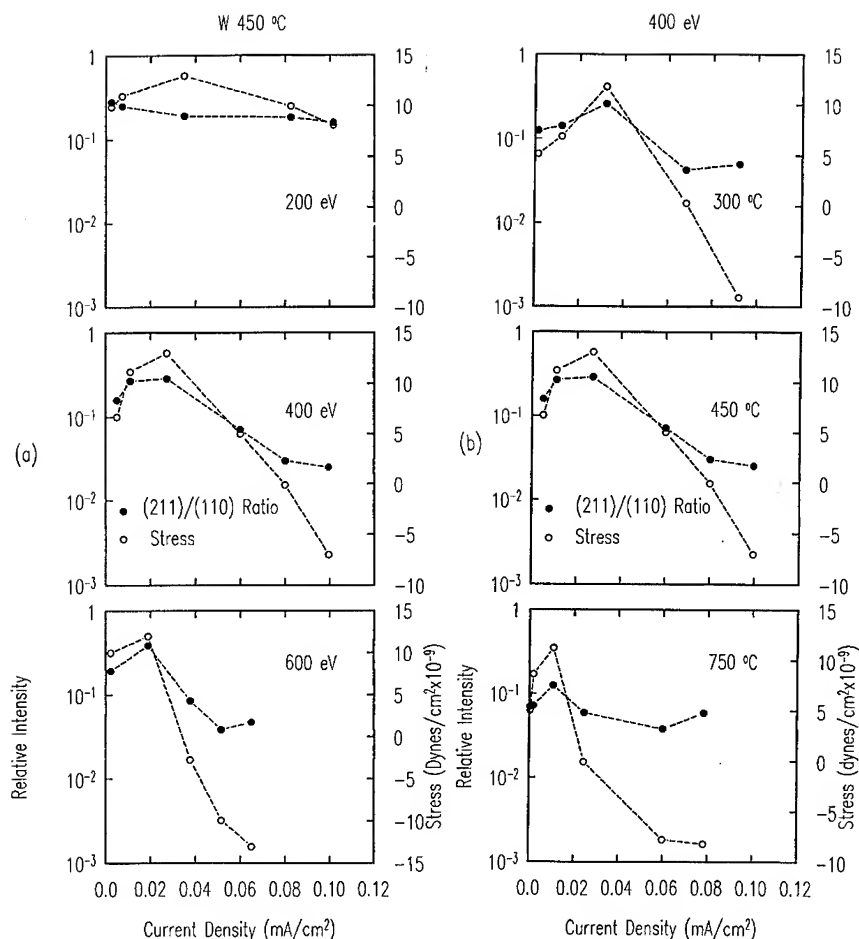 W 450 °C
400 eV
1
10⁻¹
10⁻²
10⁻³
15
10
5
0
−5
−10
200 eV
1
10⁻¹
10⁻²
10⁻³
15
10
5
0
−5
−10
300 °C
(a)
1
10⁻¹
10⁻²
10⁻³
15
10
5
0
−5
−10
400 eV
(211)/(110) Ratio
Stress
(b)
1
10⁻¹
10⁻²
10⁻³
15
10
5
0
−5
−10
450 °C
(211)/(110) Ratio
Stress
Relative Intensity
1
10⁻¹
10⁻²
10⁻³
600 eV
15
10
5
0
−5
−10
−15
Stress (Dynes/cm²x10⁻⁹)
0.0 0.02 0.04 0.06 0.08 0.10 0.12
Current Density (mA/cm²)
Relative Intensity
1
10⁻¹
10⁻²
10⁻³
750 °C
15
10
5
0
−5
−10
Stress (dynes/cm²x10⁻⁹)
0.0 0.02 0.04 0.06 0.08 0.10 0.12
Current Density (mA/cm²)